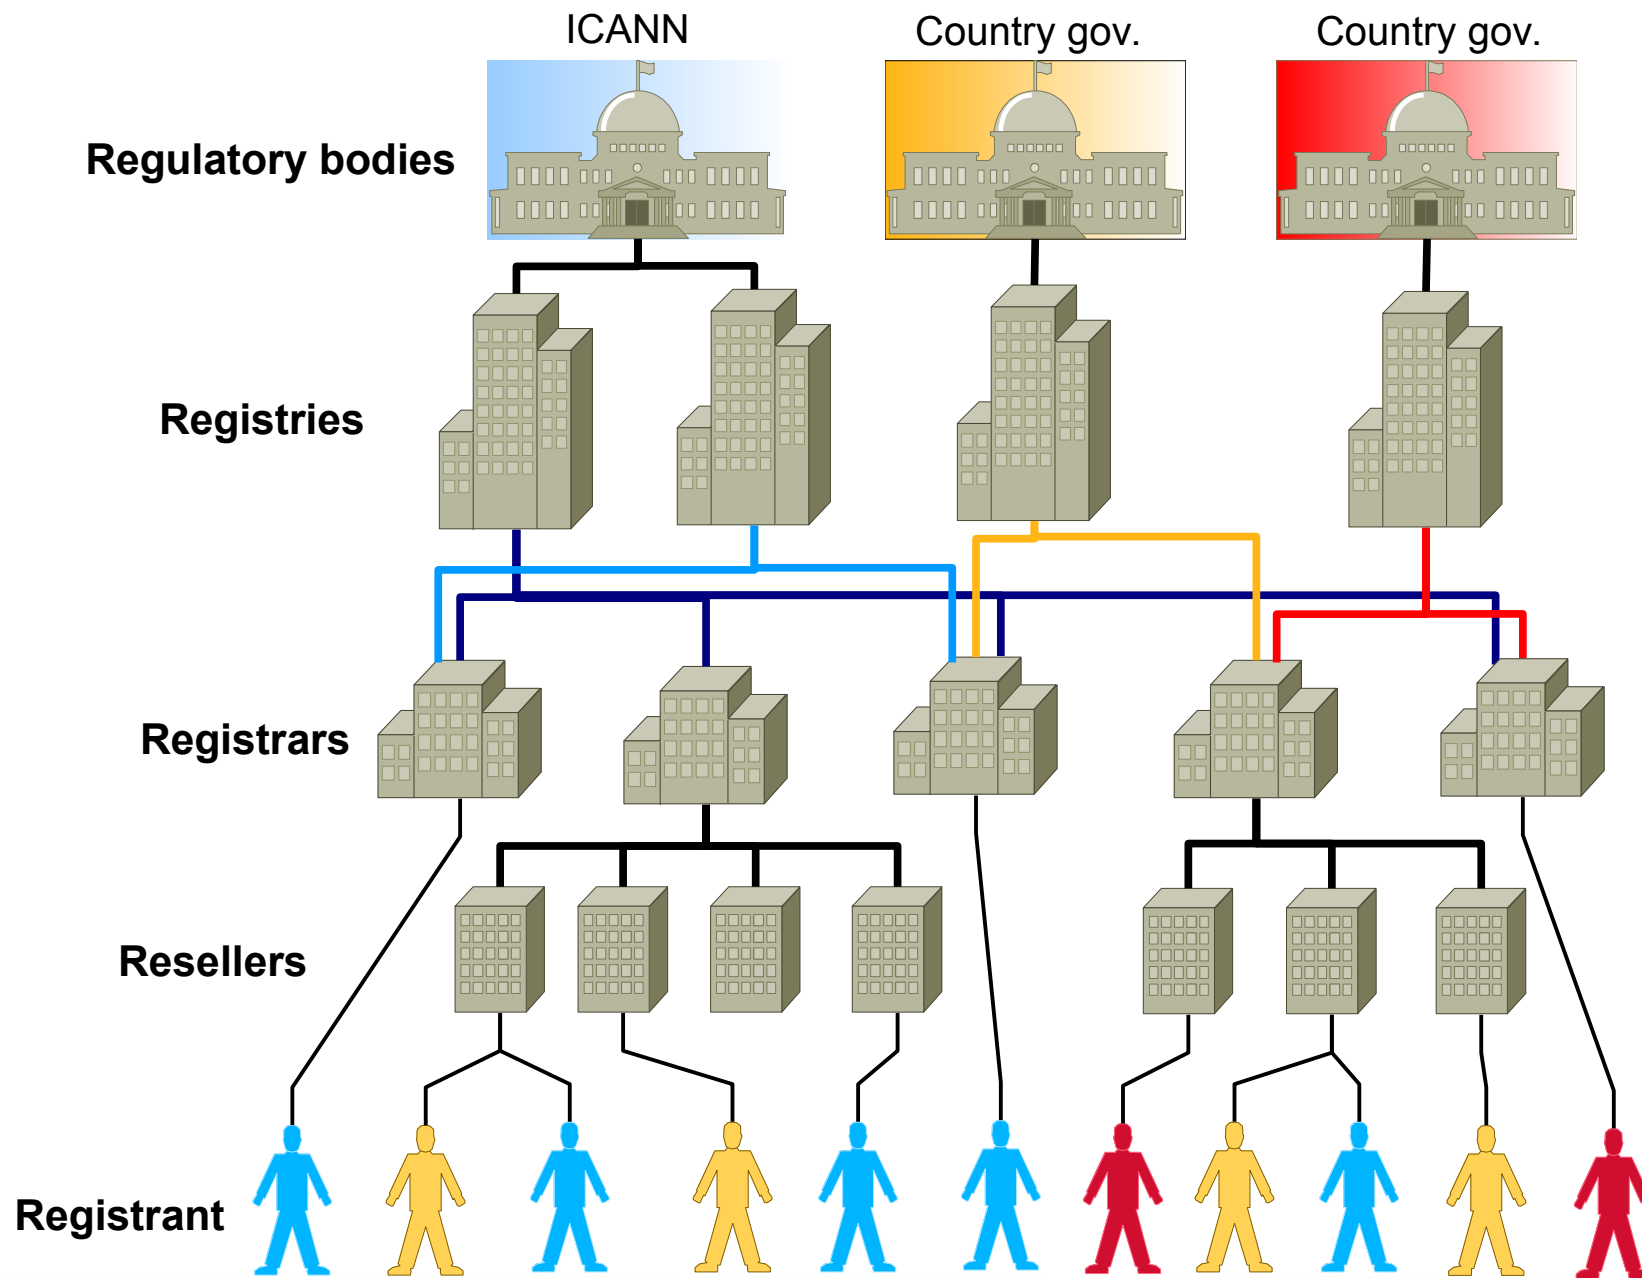 ICANN
Country gov.
Country gov.
Regulatory bodies
Registries
Registrars
Resellers
Registrant